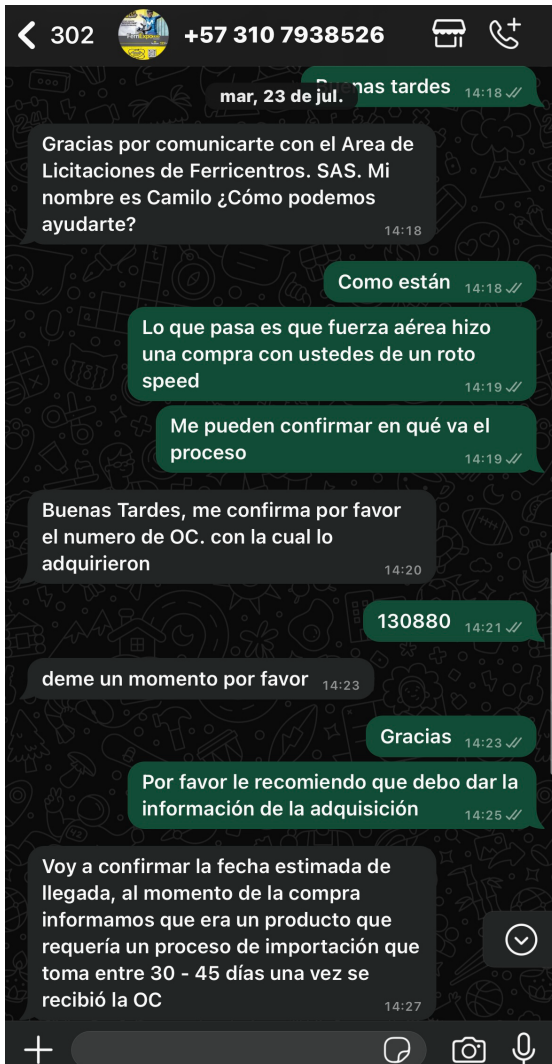 302
+57 310 7938526
nas tardes 14:18
mar, 23 de jul.
Gracias por comunicarte con el Area de
Licitaciones de Ferricentros. SAS. Mi
nombre es Camilo ¿Cómo podemos
ayudarte?
14:18
Como están 14:18
Lo que pasa es que fuerza aérea hizo
una compra con ustedes de un roto
speed
14:19
Me pueden confirmar en qué va el
proceso
14:19
Buenas Tardes, me confirma por favor
el numero de OC. con la cual lo
adquirieron
14:20
130880 14:21
deme un momento por favor 14:23
Gracias 14:23
Por favor le recomiendo que debo dar la
información de la adquisición
14:25
Voy a confirmar la fecha estimada de
llegada, al momento de la compra
informamos que era un producto que
requería un proceso de importación que
toma entre 30 - 45 días una vez se
recibió la OC
14:27